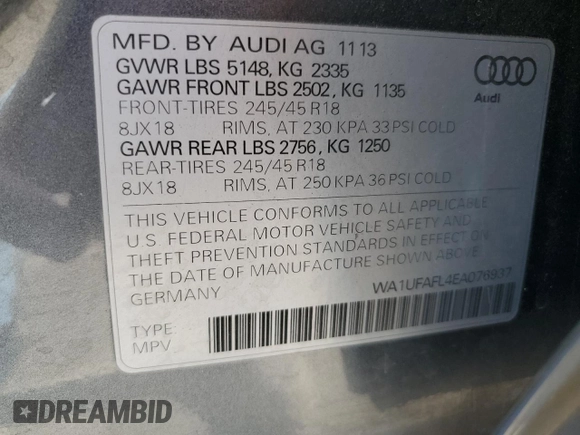 MFD. BY AUDI AG 11 13
GVWR LBS 5148, KG 2335
GAWR FRONT LBS 2502, KG 1135
FRONT-TIRES 245/45 R18
8JX18 RIMS, AT 230 KPA 33 PSI COLD
GAWR REAR LBS 2756, KG 1250
REAR-TIRES 245/45 R18
8JX18 RIMS, AT 250 KPA 36 PSI COLD
Audi
THIS VEHICLE CONFORMS TO ALL APPLICABLE
U.S. FEDERAL MOTOR VEHICLE SAFETY AND
THEFT PREVENTION STANDARDS IN EFFECT ON
THE DATE OF MANUFACTURE SHOWN ABOVE.
GERMANY
WA1UFAFL4EA076937
TYPE:
MPV
DREAMBID